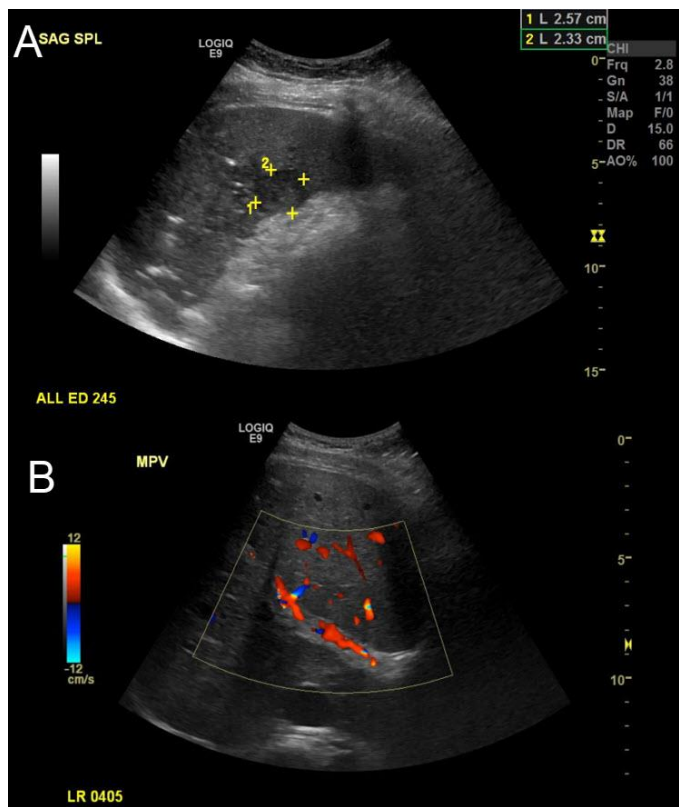 A
SAG SPL
LOGIQ
E9
1 L 2.57 cm
2 L 2.33 cm
CHI
Frq 2.8
Gn 38
S/A 1/1
Map F/0
D 15.0
DR 66
AO% 100
0
5
10
15
2
1
ALL ED 245
B
MPV
LOGIQ
E9
12
-12
cm/s
0
5
10
LR 0405